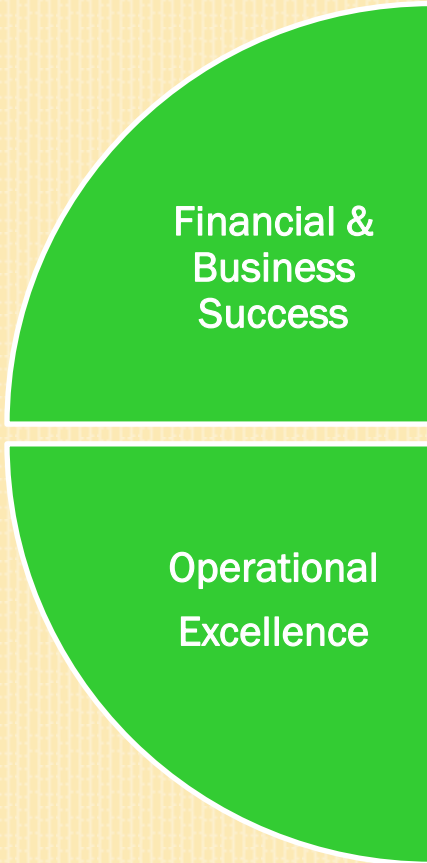 Financial &
Business
Success
Operational
Excellence